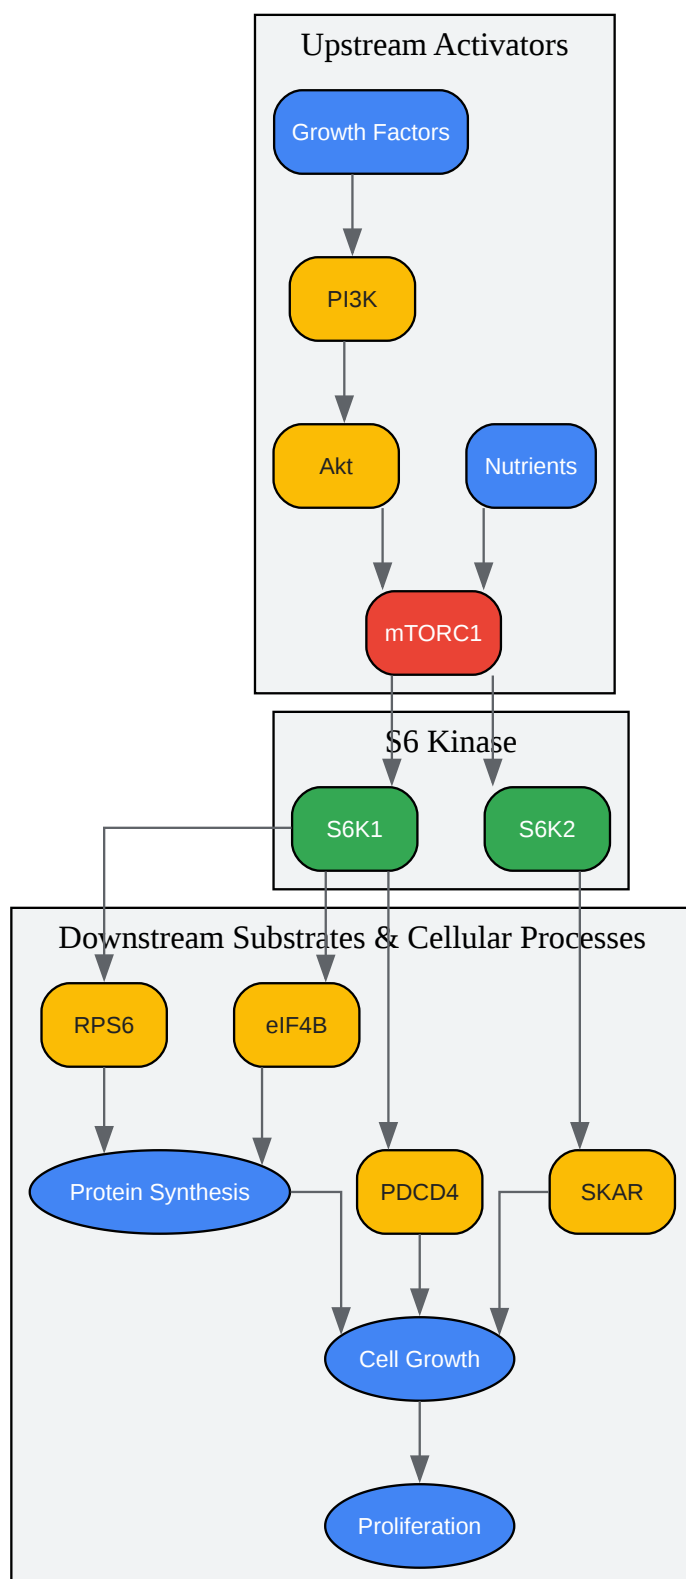 Upstream Activators
Growth Factors
PI3K
Akt
Nutrients
mTORC1
S6 Kinase
S6K1
S6K2
Downstream Substrates & Cellular Processes
RPS6
eIF4B
Protein Synthesis
PDCD4
SKAR
Cell Growth
Proliferation